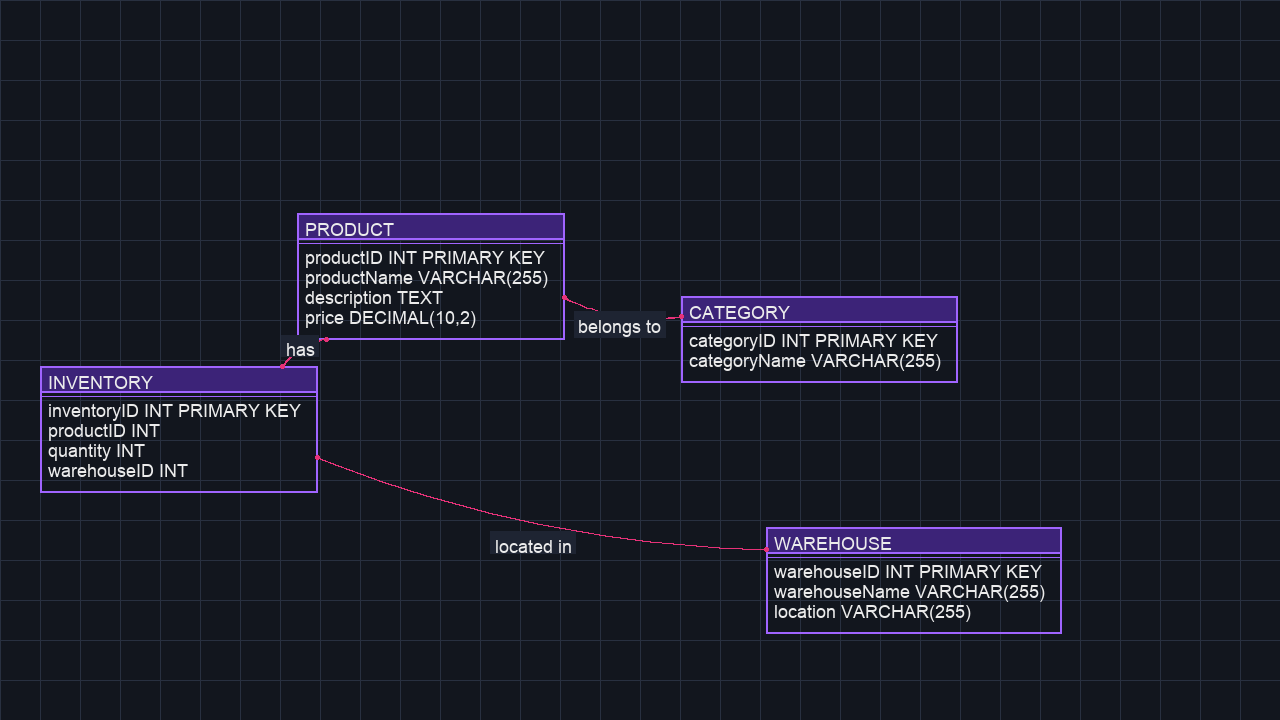 PRODUCT
productID INT PRIMARY KEY
productName VARCHAR(255)
description TEXT
price DECIMAL(10,2)
belongs to
CATEGORY
categoryID INT PRIMARY KEY
categoryName VARCHAR(255)
has
INVENTORY
inventoryID INT PRIMARY KEY
productID INT
quantity INT
warehouseID INT
located in
WAREHOUSE
warehouseID INT PRIMARY KEY
warehouseName VARCHAR(255)
location VARCHAR(255)